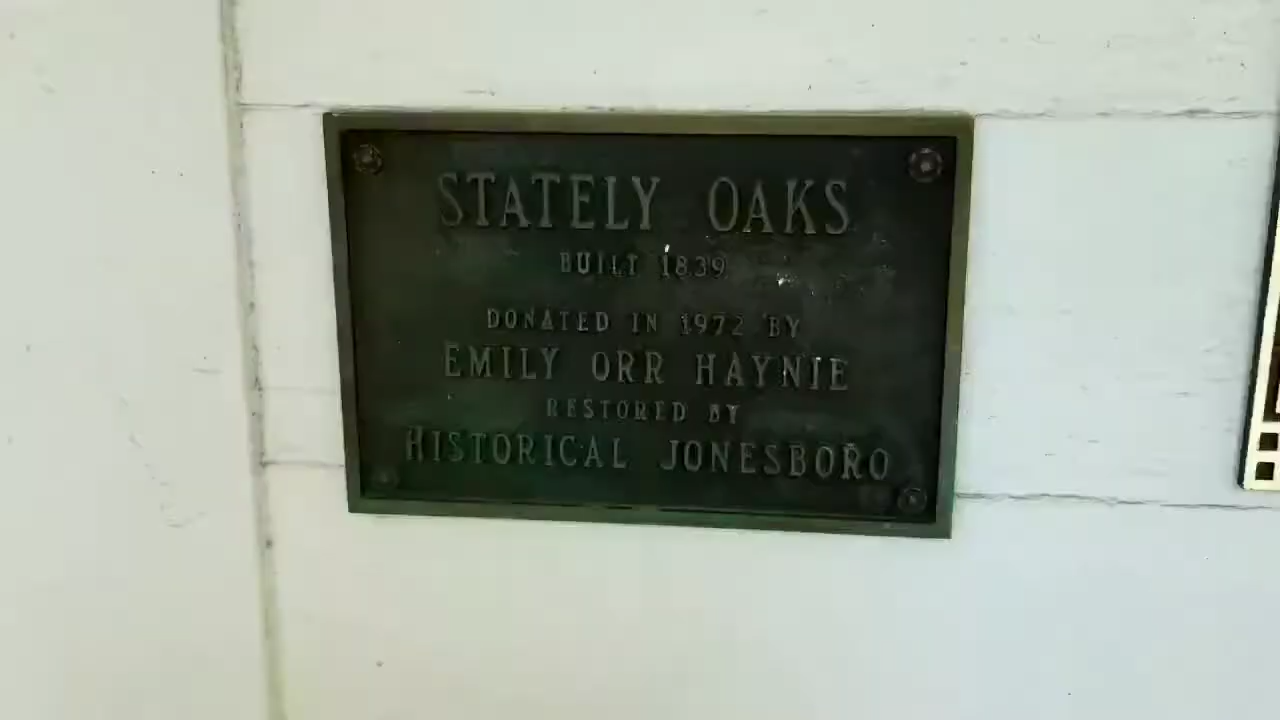 STATELY OAKS
BUILT 1839
DONATED IN 1972 BY
EMILY ORR HAYNIE
RESTORED BY
HISTORICAL JONESBORO